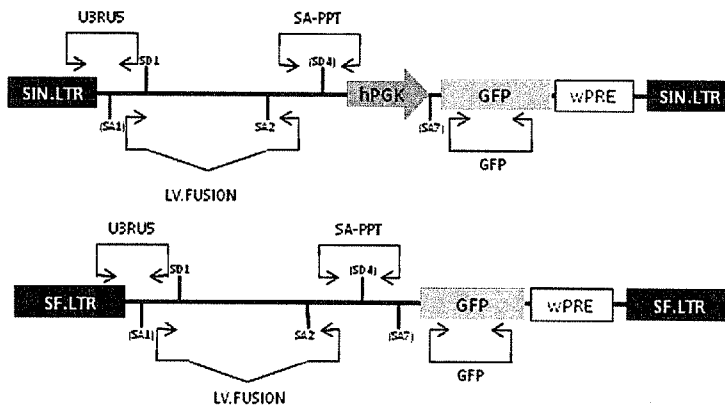 U3RU5
SA-PPT
SD1
(SD4)
SIN.LTR
hPGK
GFP
wPRE
SIN.LTR
(SA1)
SA2
(SA7)
GFP
LV.FUSION
U3RU5
SA-PPT
SD1
(SD4)
SF.LTR
GFP
wPRE
SF.LTR
(SA1)
SA2
SA7)
GFP
LV.FUSION